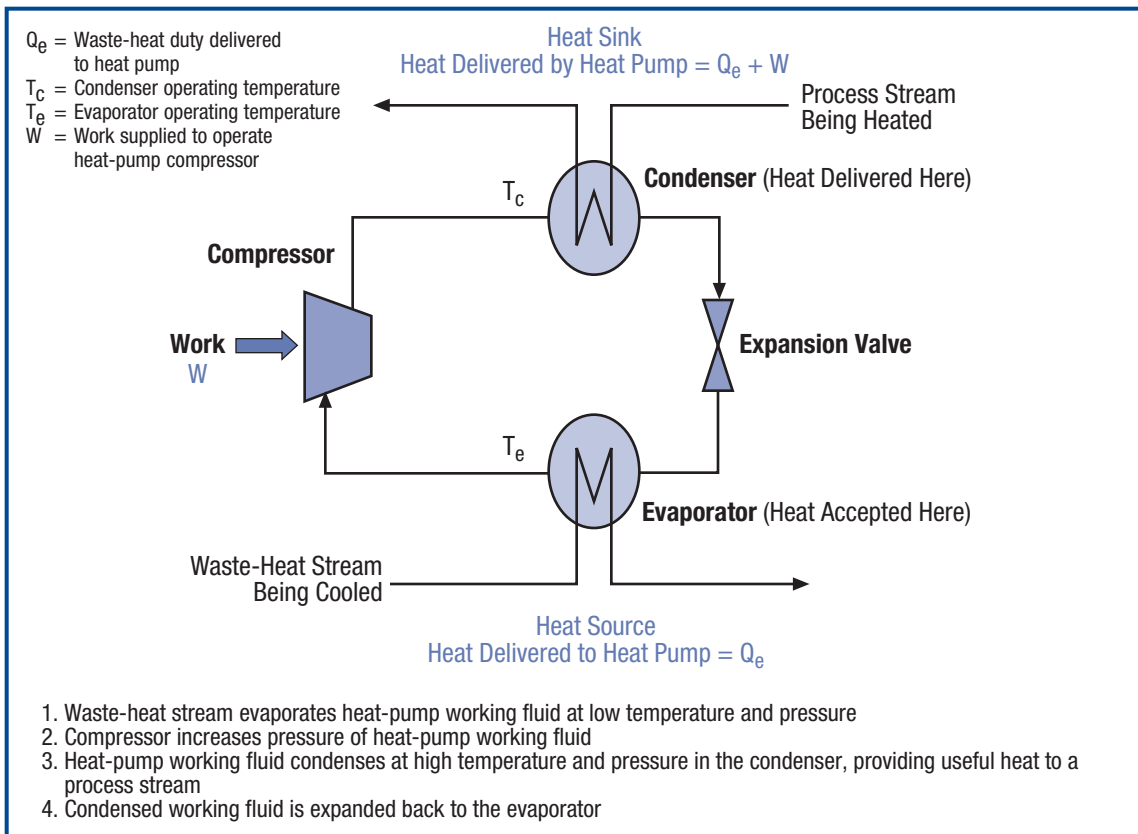 Qe = Waste-heat duty delivered
to heat pump
Tc = Condenser operating temperature
Te = Evaporator operating temperature
W = Work supplied to operate
heat-pump compressor
Heat Sink
Heat Delivered by Heat Pump = Qe + W
Process Stream
Being Heated
Tc
Condenser (Heat Delivered Here)
Compressor
Work
W
Expansion Valve
Te
Evaporator (Heat Accepted Here)
Waste-Heat Stream
Being Cooled
Heat Source
Heat Delivered to Heat Pump = Qe
1. Waste-heat stream evaporates heat-pump working fluid at low temperature and pressure
2. Compressor increases pressure of heat-pump working fluid
3. Heat-pump working fluid condenses at high temperature and pressure in the condenser, providing useful heat to a
process stream
4. Condensed working fluid is expanded back to the evaporator